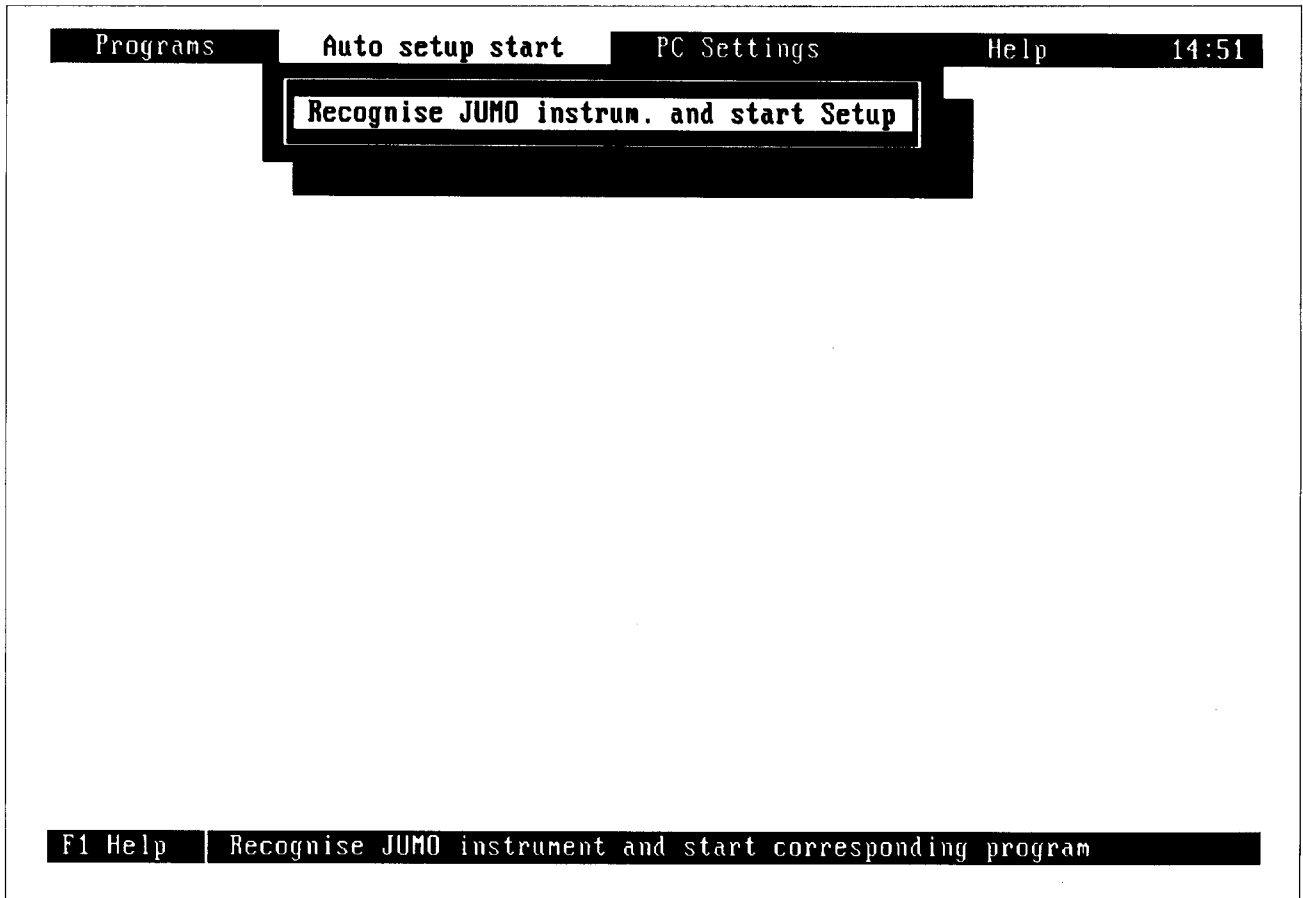 Programs Auto setup start PC Settings Help 14:51
Recognise JUMO instrum. and start Setup
F1 Help Recognise JUMO instrument and start corresponding program